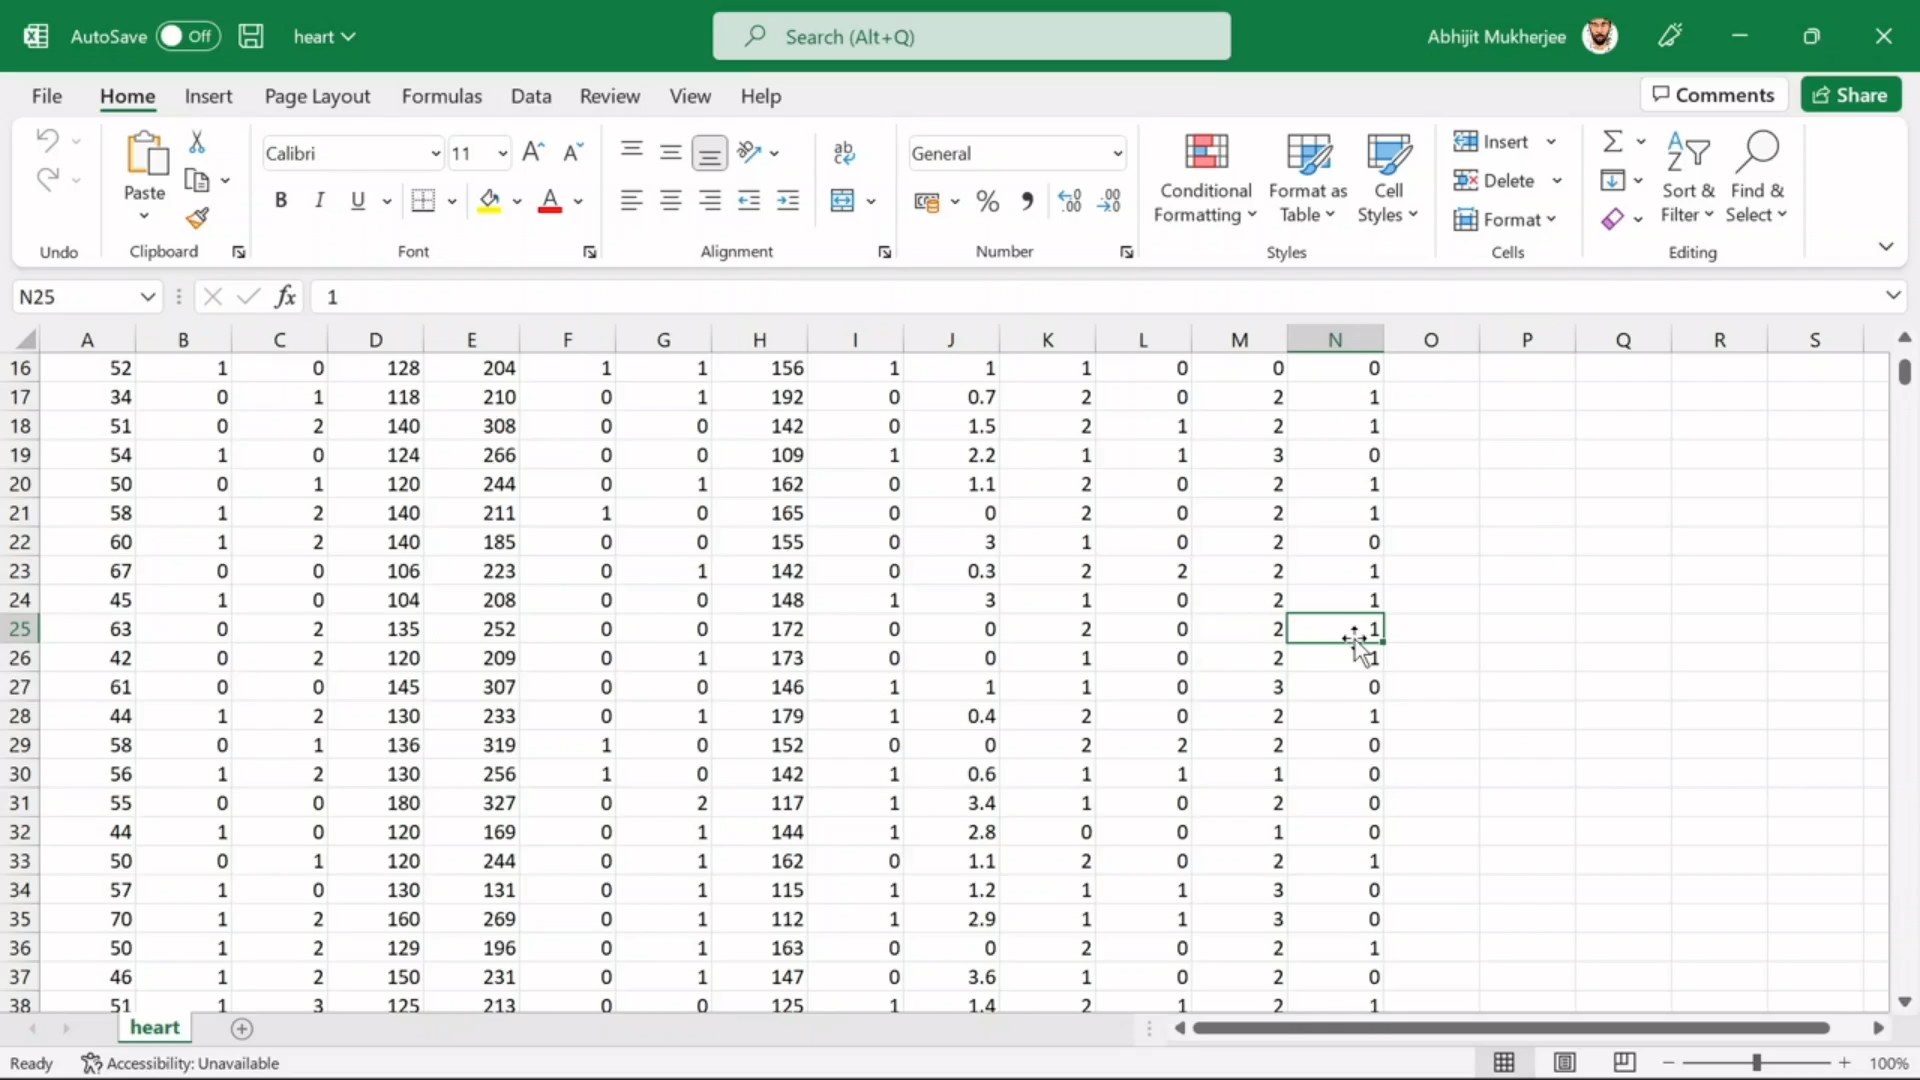 AutoSave Off heart Search (Alt+Q) Abhijit Mukherjee
File Home Insert Page Layout Formulas Data Review View Help Comments Share
Paste Calibri 11 B I U ab General % Conditional Formatting Format as Table Cell Styles Insert Delete Format Sort & Filter Find & Select
Undo Clipboard Font Alignment Number Styles Cells Editing
N25 fx 1
A B C D E F G H I J K L M N O P Q R S
16 52 1 0 128 204 1 1 156 1 1 1 0 0 0
17 34 0 1 118 210 0 1 192 0 0.7 2 0 2 1
18 51 0 2 140 308 0 0 142 0 1.5 2 1 2 1
19 54 1 0 124 266 0 0 109 1 2.2 1 1 3 0
20 50 0 1 120 244 0 1 162 0 1.1 2 0 2 1
21 58 1 2 140 211 1 0 165 0 0 2 0 2 1
22 60 1 2 140 185 0 0 155 0 3 1 0 2 0
23 67 0 0 106 223 0 1 142 0 0.3 2 2 2 1
24 45 1 0 104 208 0 0 148 1 3 1 0 2 1
25 63 0 2 135 252 0 0 172 0 0 2 0 2 1
26 42 0 2 120 209 0 1 173 0 0 1 0 2 1
27 61 0 0 145 307 0 0 146 1 1 1 0 3 0
28 44 1 2 130 233 0 1 179 1 0.4 2 0 2 1
29 58 0 1 136 319 1 0 152 0 0 2 2 2 0
30 56 1 2 130 256 1 0 142 1 0.6 1 1 1 0
31 55 0 0 180 327 0 2 117 1 3.4 1 0 2 0
32 44 1 0 120 169 0 1 144 1 2.8 0 0 1 0
33 50 0 1 120 244 0 1 162 0 1.1 2 0 2 1
34 57 1 0 130 131 0 1 115 1 1.2 1 1 3 0
35 70 1 2 160 269 0 1 112 1 2.9 1 1 3 0
36 50 1 2 129 196 0 1 163 0 0 2 0 2 1
37 46 1 2 150 231 0 1 147 0 3.6 1 0 2 0
38 51 1 3 125 213 0 0 125 1 1.4 2 1 2 1
heart
Ready Accessibility: Unavailable 100%